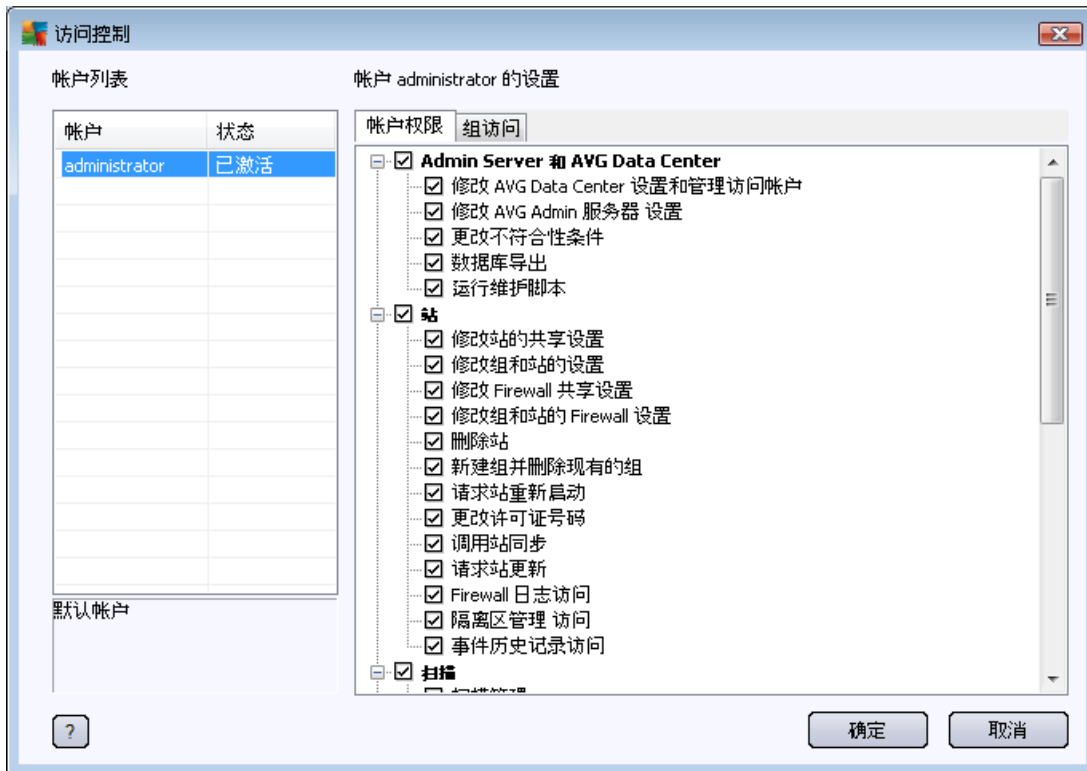 访问控制
帐户列表
帐户 administrator 的设置
帐户 状态
administrator 已激活
默认帐户
帐户权限 组访问
Admin Server 和 AVG Data Center
修改 AVG Data Center 设置和管理访问帐户
修改 AVG Admin 服务器 设置
更改不符合性条件
数据库导出
运行维护脚本
站
修改站的共享设置
修改组和站的设置
修改 Firewall 共享设置
修改组和站的 Firewall 设置
删除站
新建组并删除现有的组
请求站重新启动
更改许可证号码
调用站同步
请求站更新
Firewall 日志访问
隔离区管理 访问
事件历史记录访问
扫描
?
确定 取消